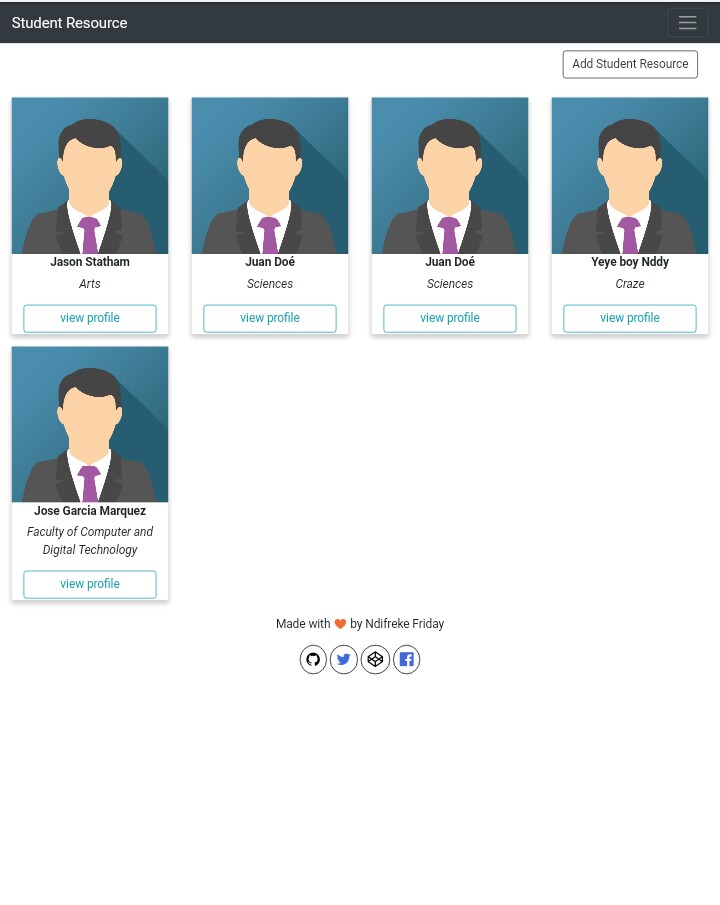 Student Resource
Add Student Resource
Jason Statham
Arts
view profile
Juan Doé
Sciences
view profile
Juan Doé
Sciences
view profile
Yeye boy Nddy
Craze
view profile
Jose Garcia Marquez
Faculty of Computer and
Digital Technology
view profile
Made with 🧡 by Ndifreke Friday